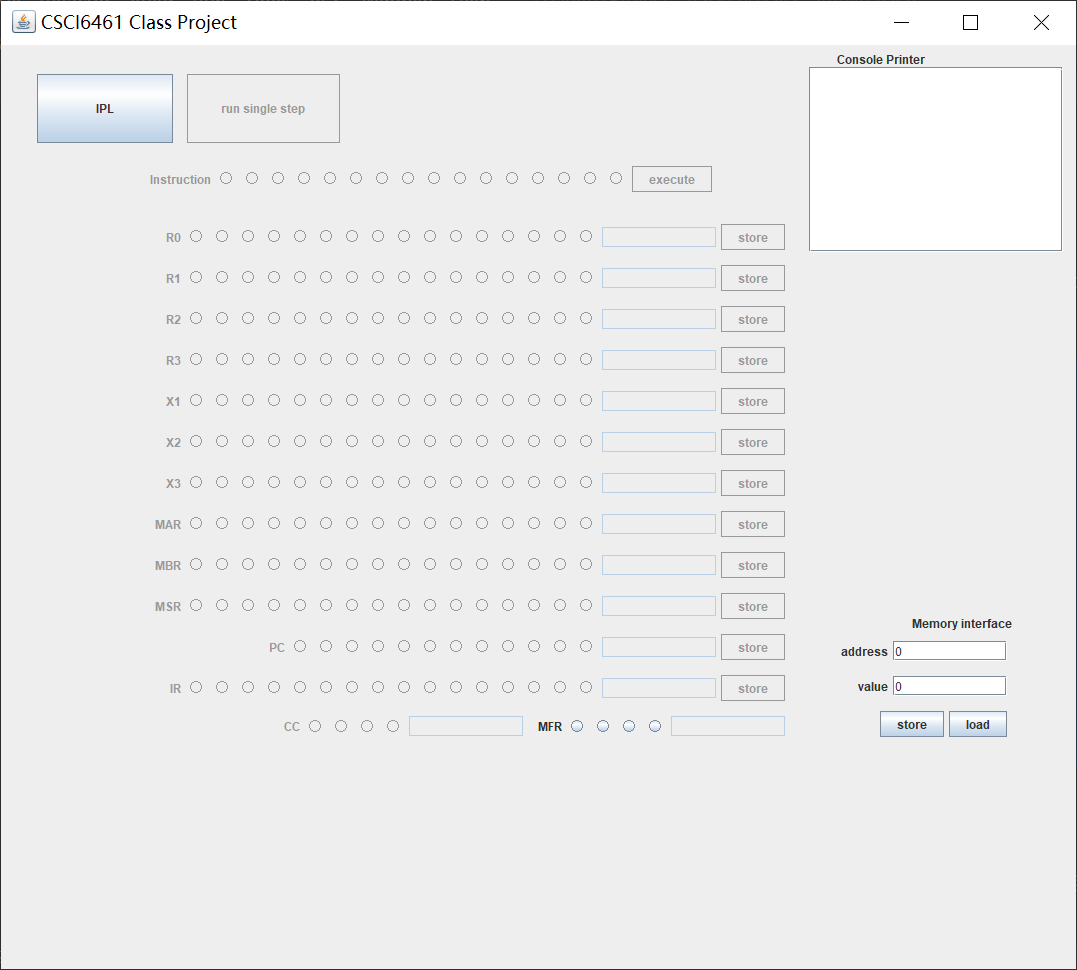 CSCI6461 Class Project
Console Printer
IPL run single step
Instruction execute
R0 store
R1 store
R2 store
R3 store
X1 store
X2 store
X3 store
MAR store
MBR store
MSR store
Memory interface
PC store
address 0
IR store
value 0
CC MFR
store load